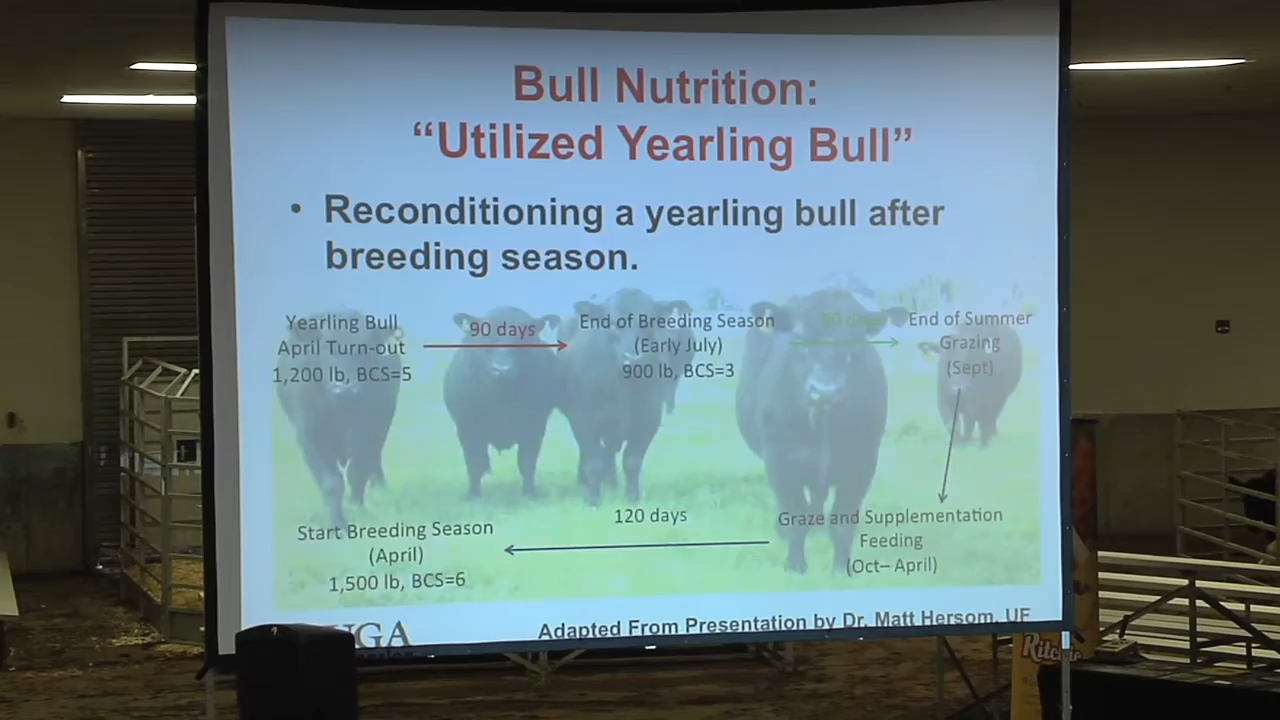 Bull Nutrition:
“Utilized Yearling Bull”
• Reconditioning a yearling bull after
breeding season.
Yearling Bull
April Turn-out
1,200 lb, BCS=5
90 days
End of Breeding Season
(Early July)
900 lb, BCS=3
End of Summer
Grazing
(Sept)
Graze and Supplementation
Feeding
(Oct– April)
120 days
Start Breeding Season
(April)
1,500 lb, BCS=6
UGA
Adapted From Presentation by Dr. Matt Hersom, UF
Ritchie